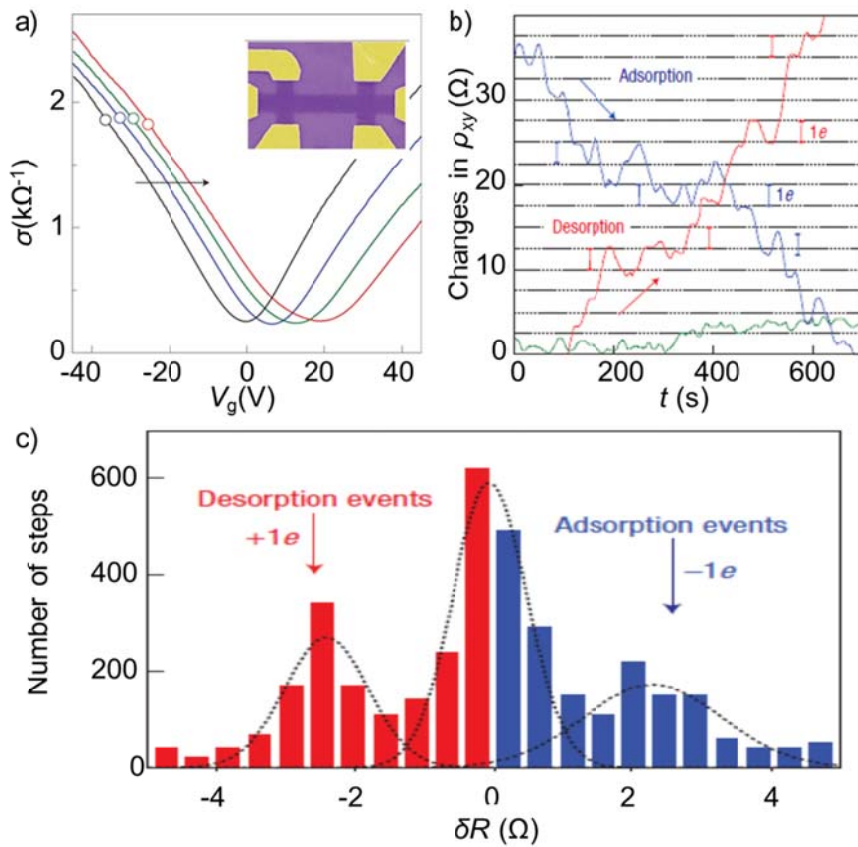 a)
σ(kΩ⁻¹)
2
1
0
-40 -20 0 20 40
V_g(V)
b)
Changes in ρ_xy (Ω)
30
20
10
0
Adsorption
1e
1e
Desorption
0 200 400 600
t (s)
c)
Number of steps
600
400
200
0
Desorption events
+1e
Adsorption events
−1e
-4 -2 0 2 4
δR (Ω)